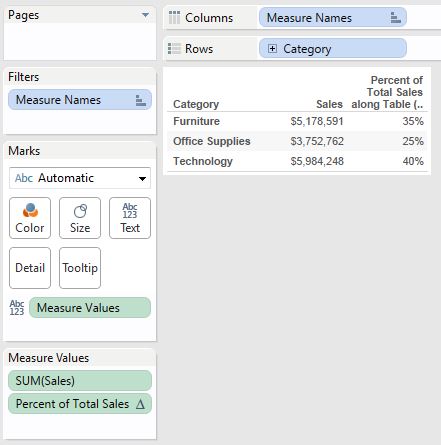 Pages
Columns
Measure Names
Rows
Category
Filters
Measure Names
Category
Sales
Percent of
Total Sales
along Table (..
Furniture $5,178,591 35%
Office Supplies $3,752,762 25%
Technology $5,984,248 40%
Marks
Abc Automatic
Color
Size
Abc
123
Text
Detail
Tooltip
Abc
123
Measure Values
Measure Values
SUM(Sales)
Percent of Total Sales Δ